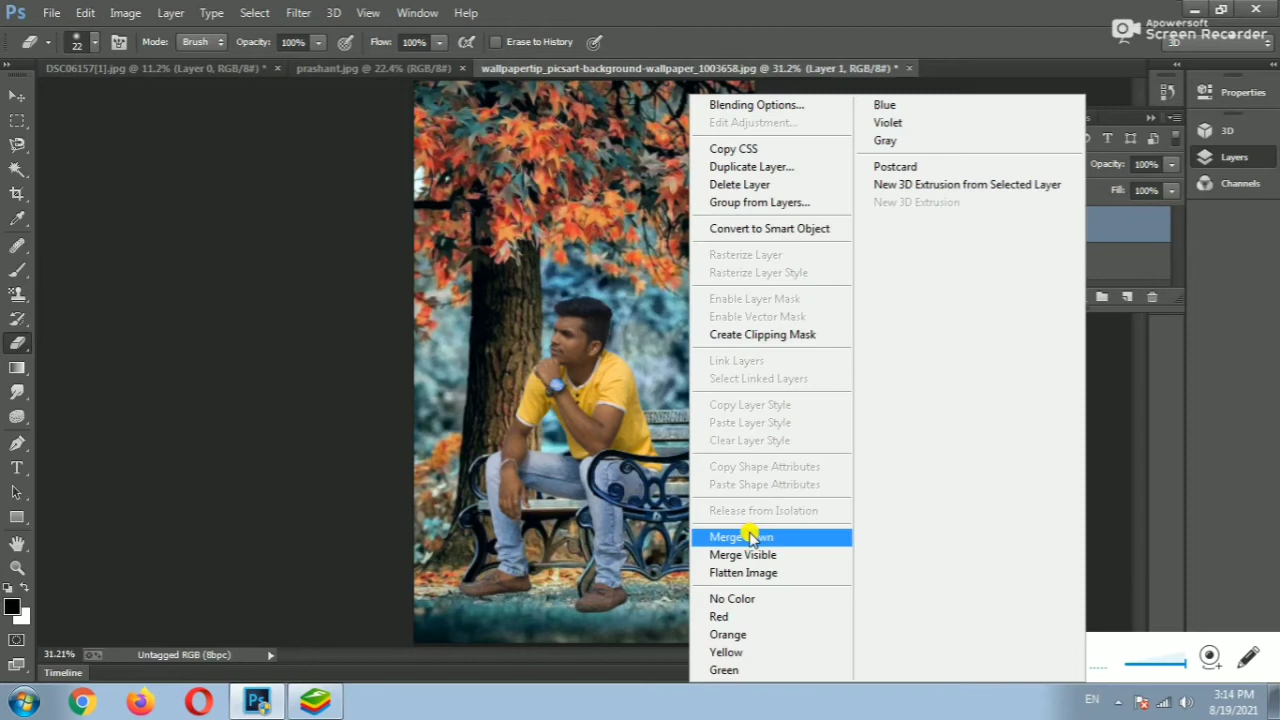 Ps File Edit Image Layer Type Select Filter 3D View Window Help
Apowersoft
Screen Recorder
22 Mode: Brush Opacity: 100% Flow: 100% Erase to History 3D
DSC06157[1].jpg @ 11.2% (Layer 0, RGB/8#) * × prashant.jpg @ 22.4% (RGB/8#) × wallpapertip_picsart-background-wallpaper_1003658.jpg @ 31.2% (Layer 1, RGB/8#) * ×
Properties
3D
Layers
Channels
Opacity: 100%
Fill: 100%
Blending Options...
Edit Adjustment...
Copy CSS
Duplicate Layer...
Delete Layer
Group from Layers...
Convert to Smart Object
Rasterize Layer
Rasterize Layer Style
Enable Layer Mask
Enable Vector Mask
Create Clipping Mask
Link Layers
Select Linked Layers
Copy Layer Style
Paste Layer Style
Clear Layer Style
Copy Shape Attributes
Paste Shape Attributes
Release from Isolation
Merge Down
Merge Visible
Flatten Image
No Color
Red
Orange
Yellow
Green
Blue
Violet
Gray
Postcard
New 3D Extrusion from Selected Layer
New 3D Extrusion
31.21% Untagged RGB (8bpc)
Timeline
Ps
EN
3:14 PM
8/19/2021